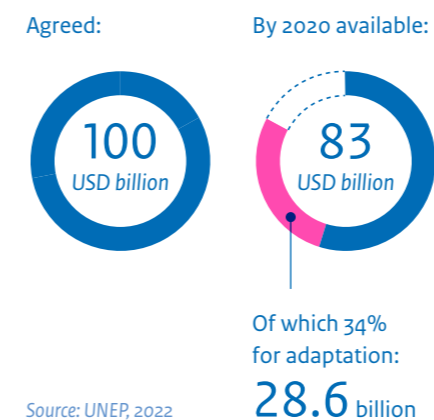 Agreed:
100
USD billion
By 2020 available:
83
USD billion
Of which 34%
for adaptation:
28.6 billion
Source: UNEP, 2022